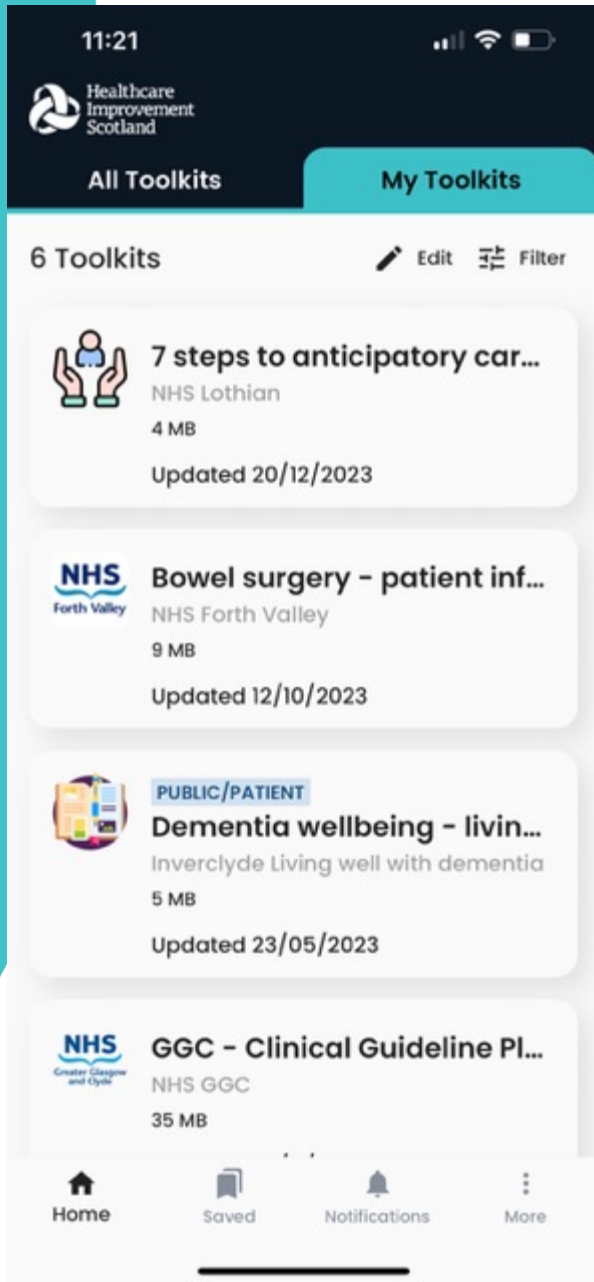 11:21
Healthcare
Improvement
Scotland
All Toolkits
My Toolkits
6 Toolkits
Edit
Filter
7 steps to anticipatory car...
NHS Lothian
4 MB
Updated 20/12/2023
NHS
Forth Valley
Bowel surgery - patient inf...
NHS Forth Valley
9 MB
Updated 12/10/2023
PUBLIC/PATIENT
Dementia wellbeing - livin...
Inverclyde Living well with dementia
5 MB
Updated 23/05/2023
NHS
Greater Glasgow
and Clyde
GGC - Clinical Guideline Pl...
NHS GGC
35 MB
Home
Saved
Notifications
More